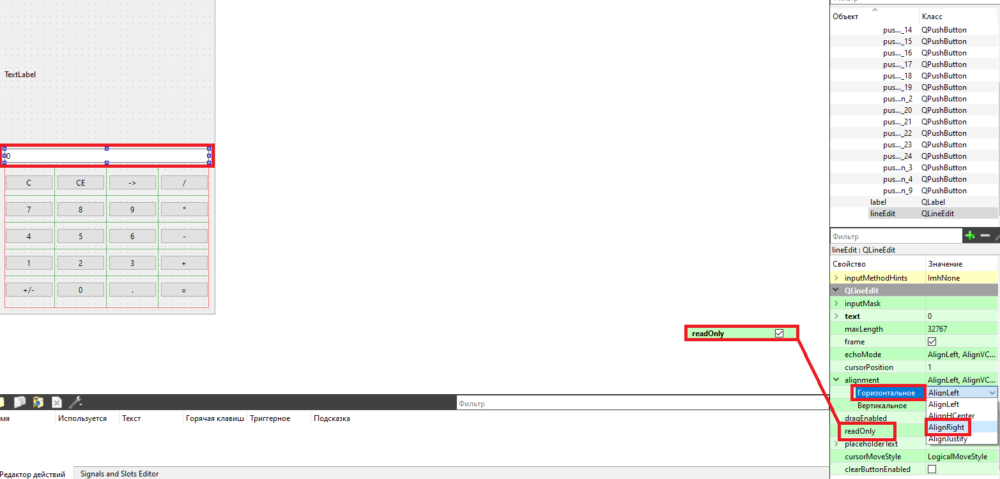 TextLabel
0
C CE -> /
7 8 9 *
4 5 6 -
1 2 3 +
+/- 0 . =
readOnly
Фильтр
мя Используется Текст Горячая клавиш Триггерное Подсказка
Редактор действий Signals and Slots Editor
Фильтр
Объект Класс
pus..._14 QPushButton
pus..._15 QPushButton
pus..._16 QPushButton
pus..._17 QPushButton
pus..._18 QPushButton
pus..._19 QPushButton
pus...n_2 QPushButton
pus..._20 QPushButton
pus..._21 QPushButton
pus..._22 QPushButton
pus..._23 QPushButton
pus..._24 QPushButton
pus...n_3 QPushButton
pus...n_4 QPushButton
pus...n_9 QPushButton
label QLabel
lineEdit QLineEdit
Фильтр
lineEdit : QLineEdit
Свойство Значение
inputMethodHints ImhNone
QLineEdit
inputMask
text 0
maxLength 32767
frame
echoMode AlignLeft, AlignVC...
cursorPosition 1
alignment AlignLeft, AlignVC...
Горизонтальное AlignLeft
Вертикальное AlignLeft
dragEnabled AlignHCenter
readOnly AlignRight
placeholderText AlignJustify
cursorMoveStyle LogicalMoveStyle
clearButtonEnabled